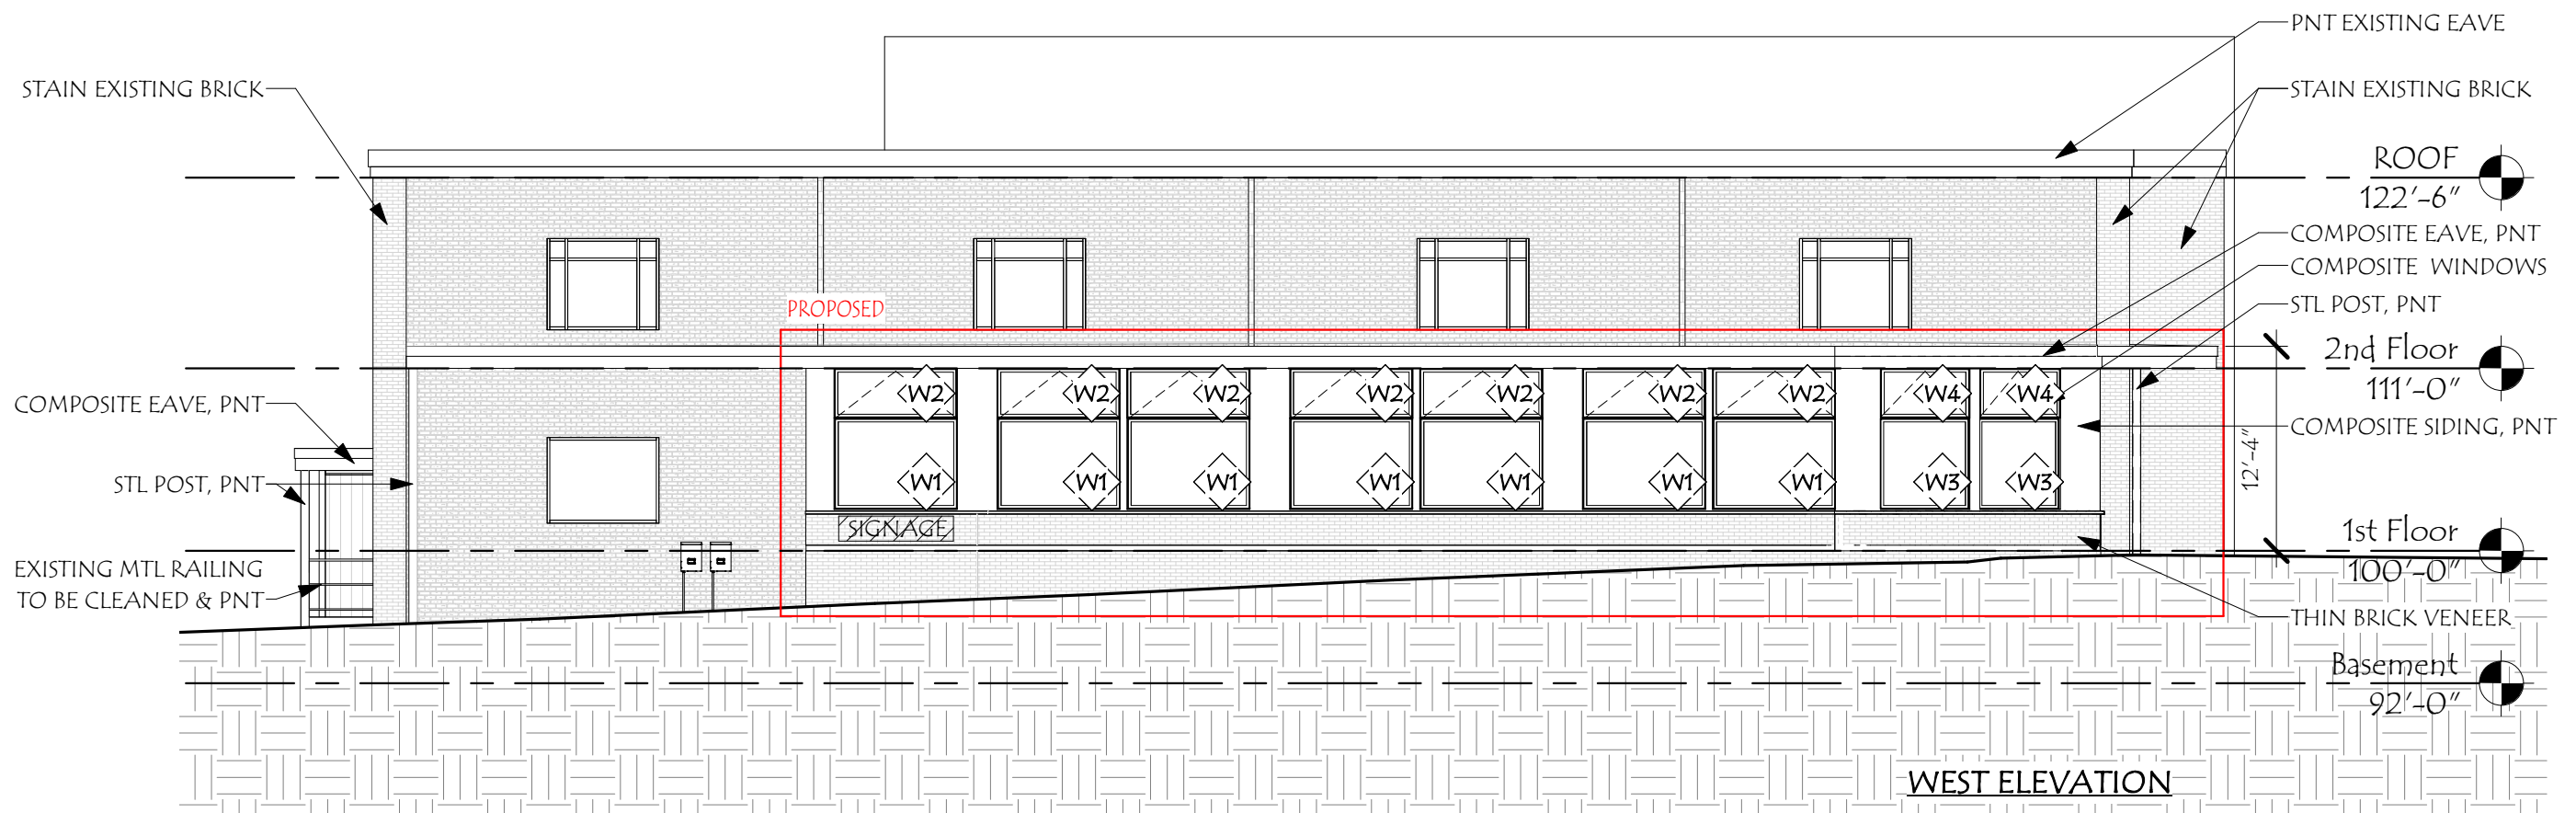 PNT EXISTING EAVE
STAIN EXISTING BRICK
STAIN EXISTING BRICK
ROOF
122'-6"
COMPOSITE EAVE, PNT
COMPOSITE WINDOWS
PROPOSED
STL POST, PNT
2nd Floor
111'-0"
W2 W2 W2 W2 W2 W2 W2 W4 W4
COMPOSITE EAVE, PNT
COMPOSITE SIDING, PNT
12'-4"
STL POST, PNT
W1 W1 W1 W1 W1 W1 W1 W3 W3
SIGNAGE
1st Floor
100'-0"
EXISTING MTL RAILING
TO BE CLEANED & PNT
THIN BRICK VENEER
Basement
92'-0"
WEST ELEVATION